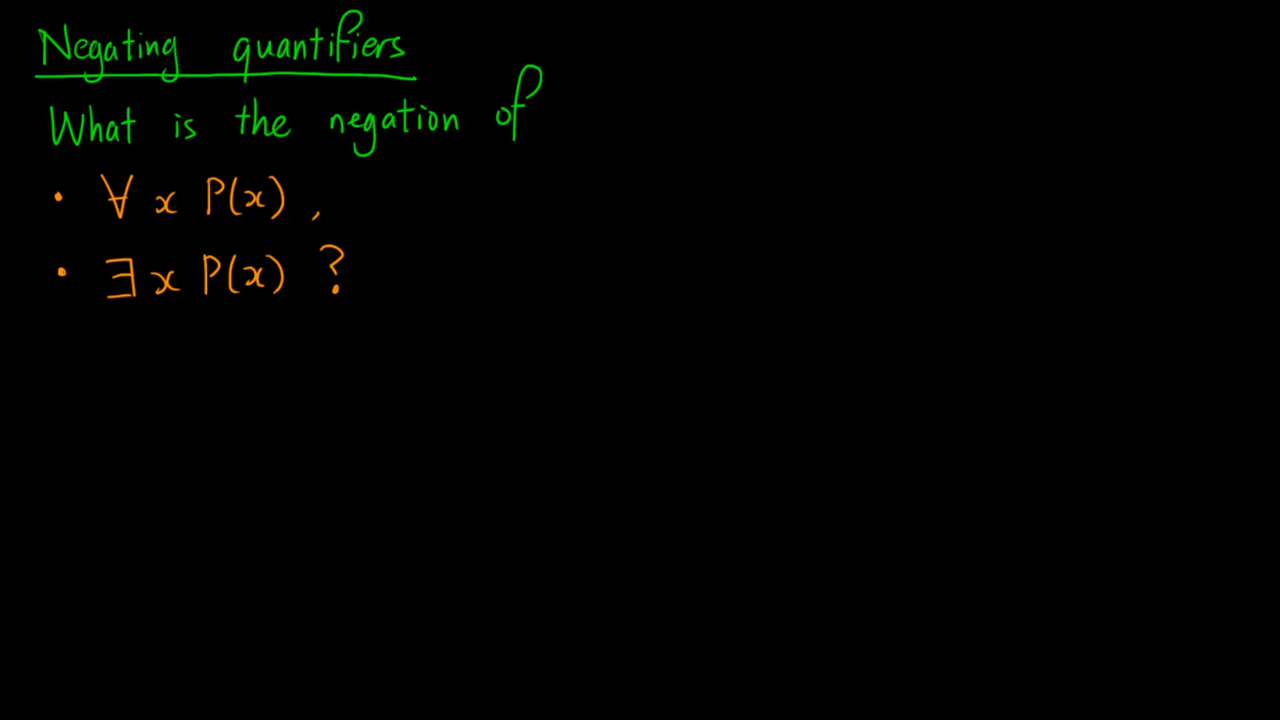 Negating quantifiers
What is the negation of
• ∀ x P(x) ,
• ∃ x P(x) ?